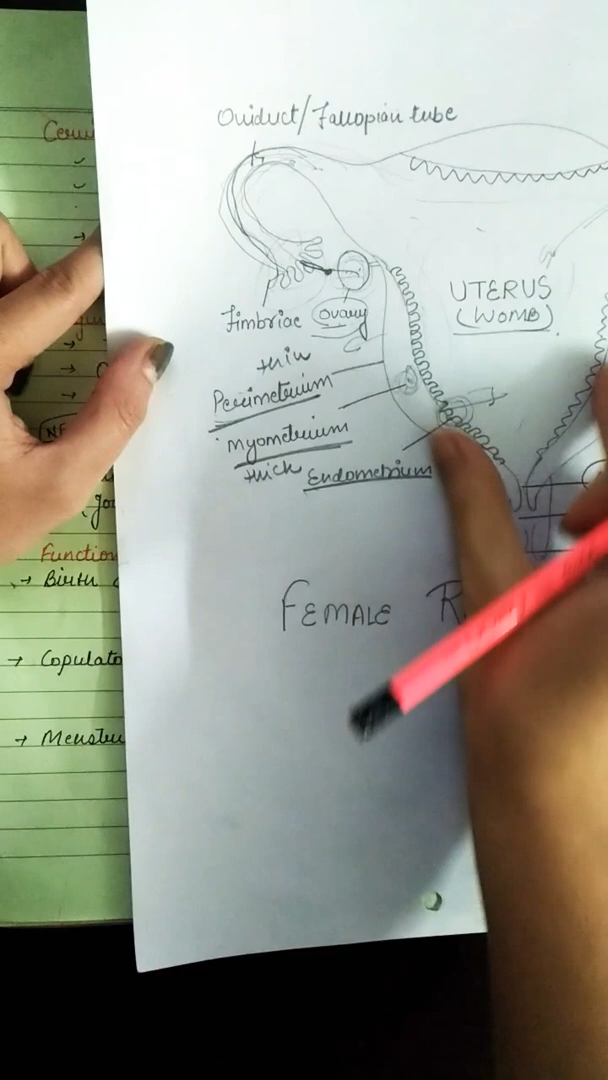 Oviduct/Fallopian tube
UTERUS
(WOMB)
Fimbriae
Ovary
thin
Perimetrium
myometrium
thick
Endometrium
FEMALE R
Function
→ Birth
→ Copulato
→ Menstru